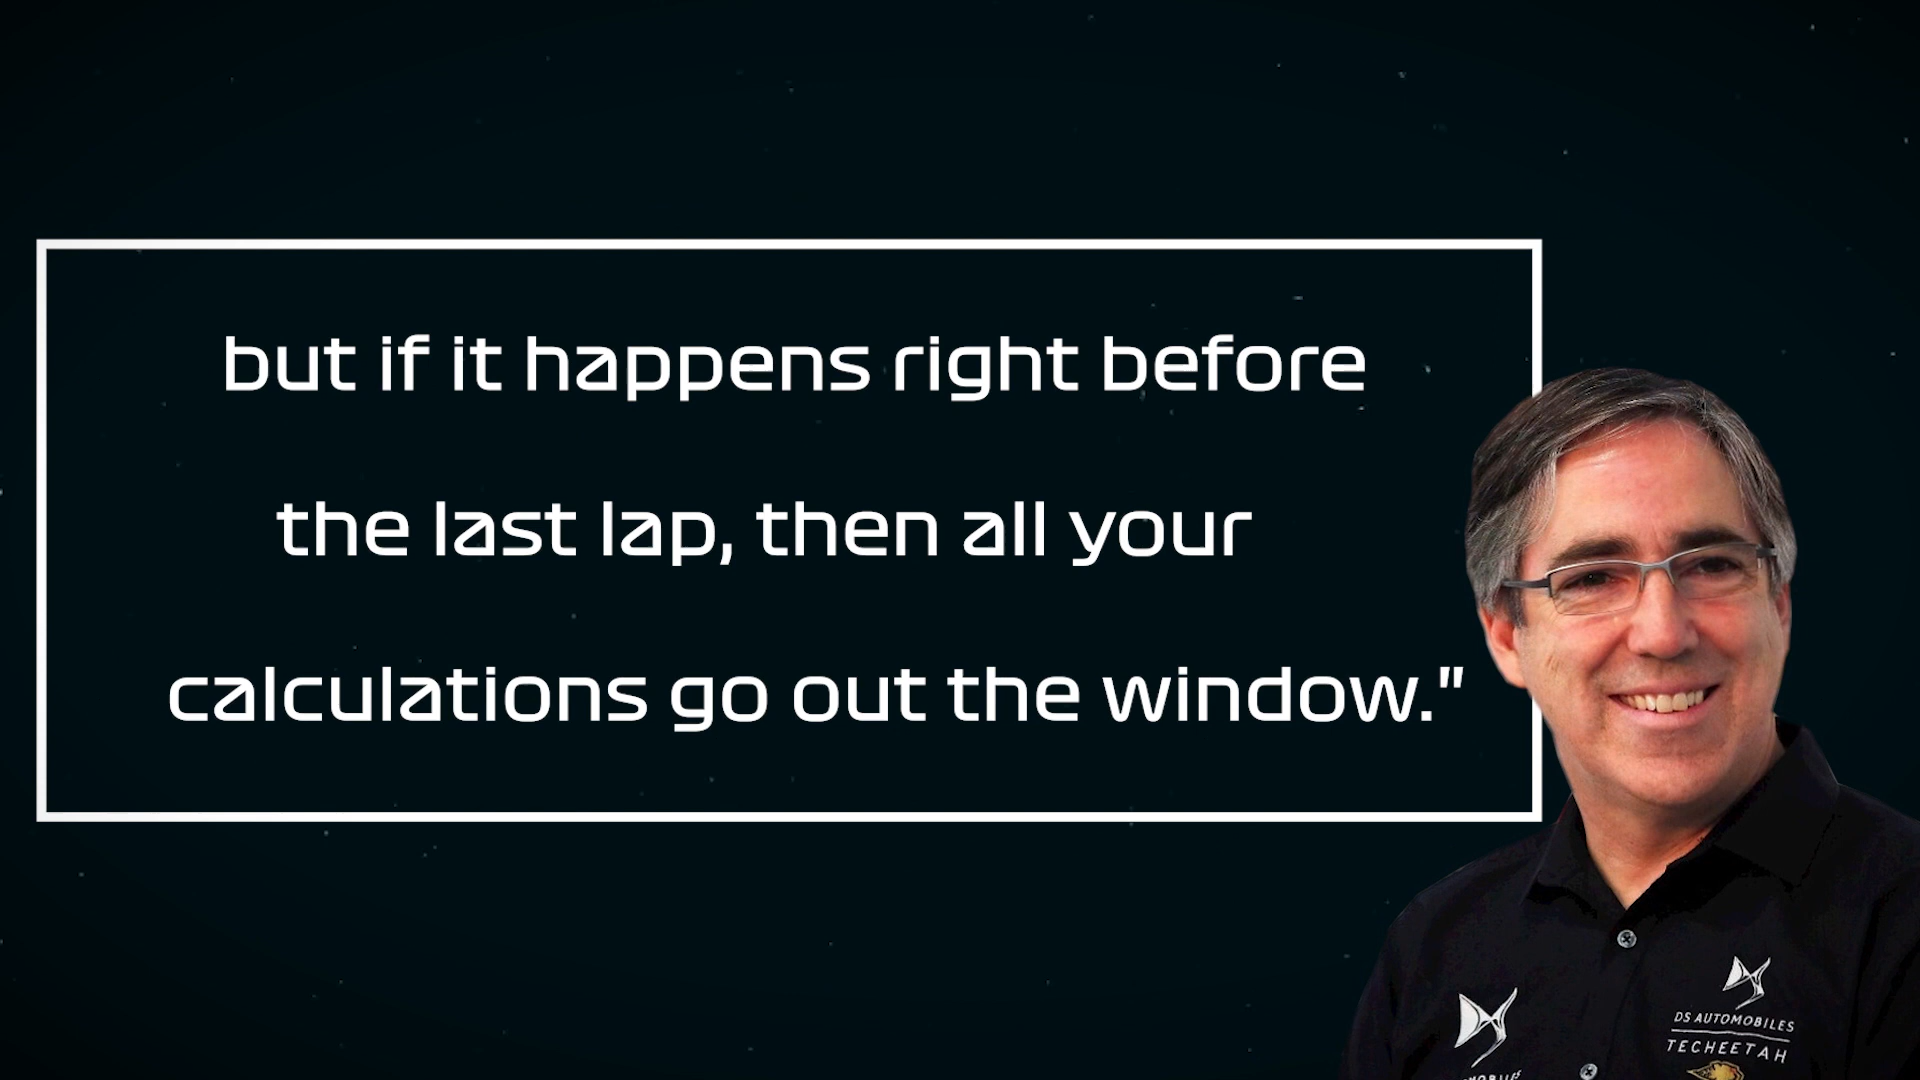 but if it happens right before
the last lap, then all your
calculations go out the window."
DS AUTOMOBILES
TECHEETAH